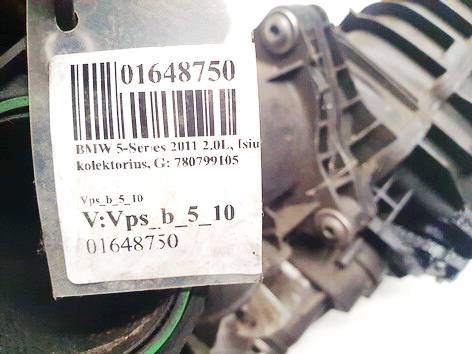 01648750
BMW 5-Series 2011 2.0L, Isiu
kolektorius, G: 780799105
Vps_b_5_10
V:Vps_b_5_10
01648750